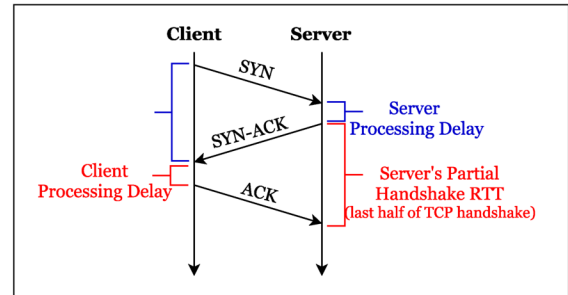 Client
Server
SYN
Server
Processing Delay
SYN-ACK
Client
Processing Delay
ACK
Server's Partial
Handshake RTT
(last half of TCP handshake)